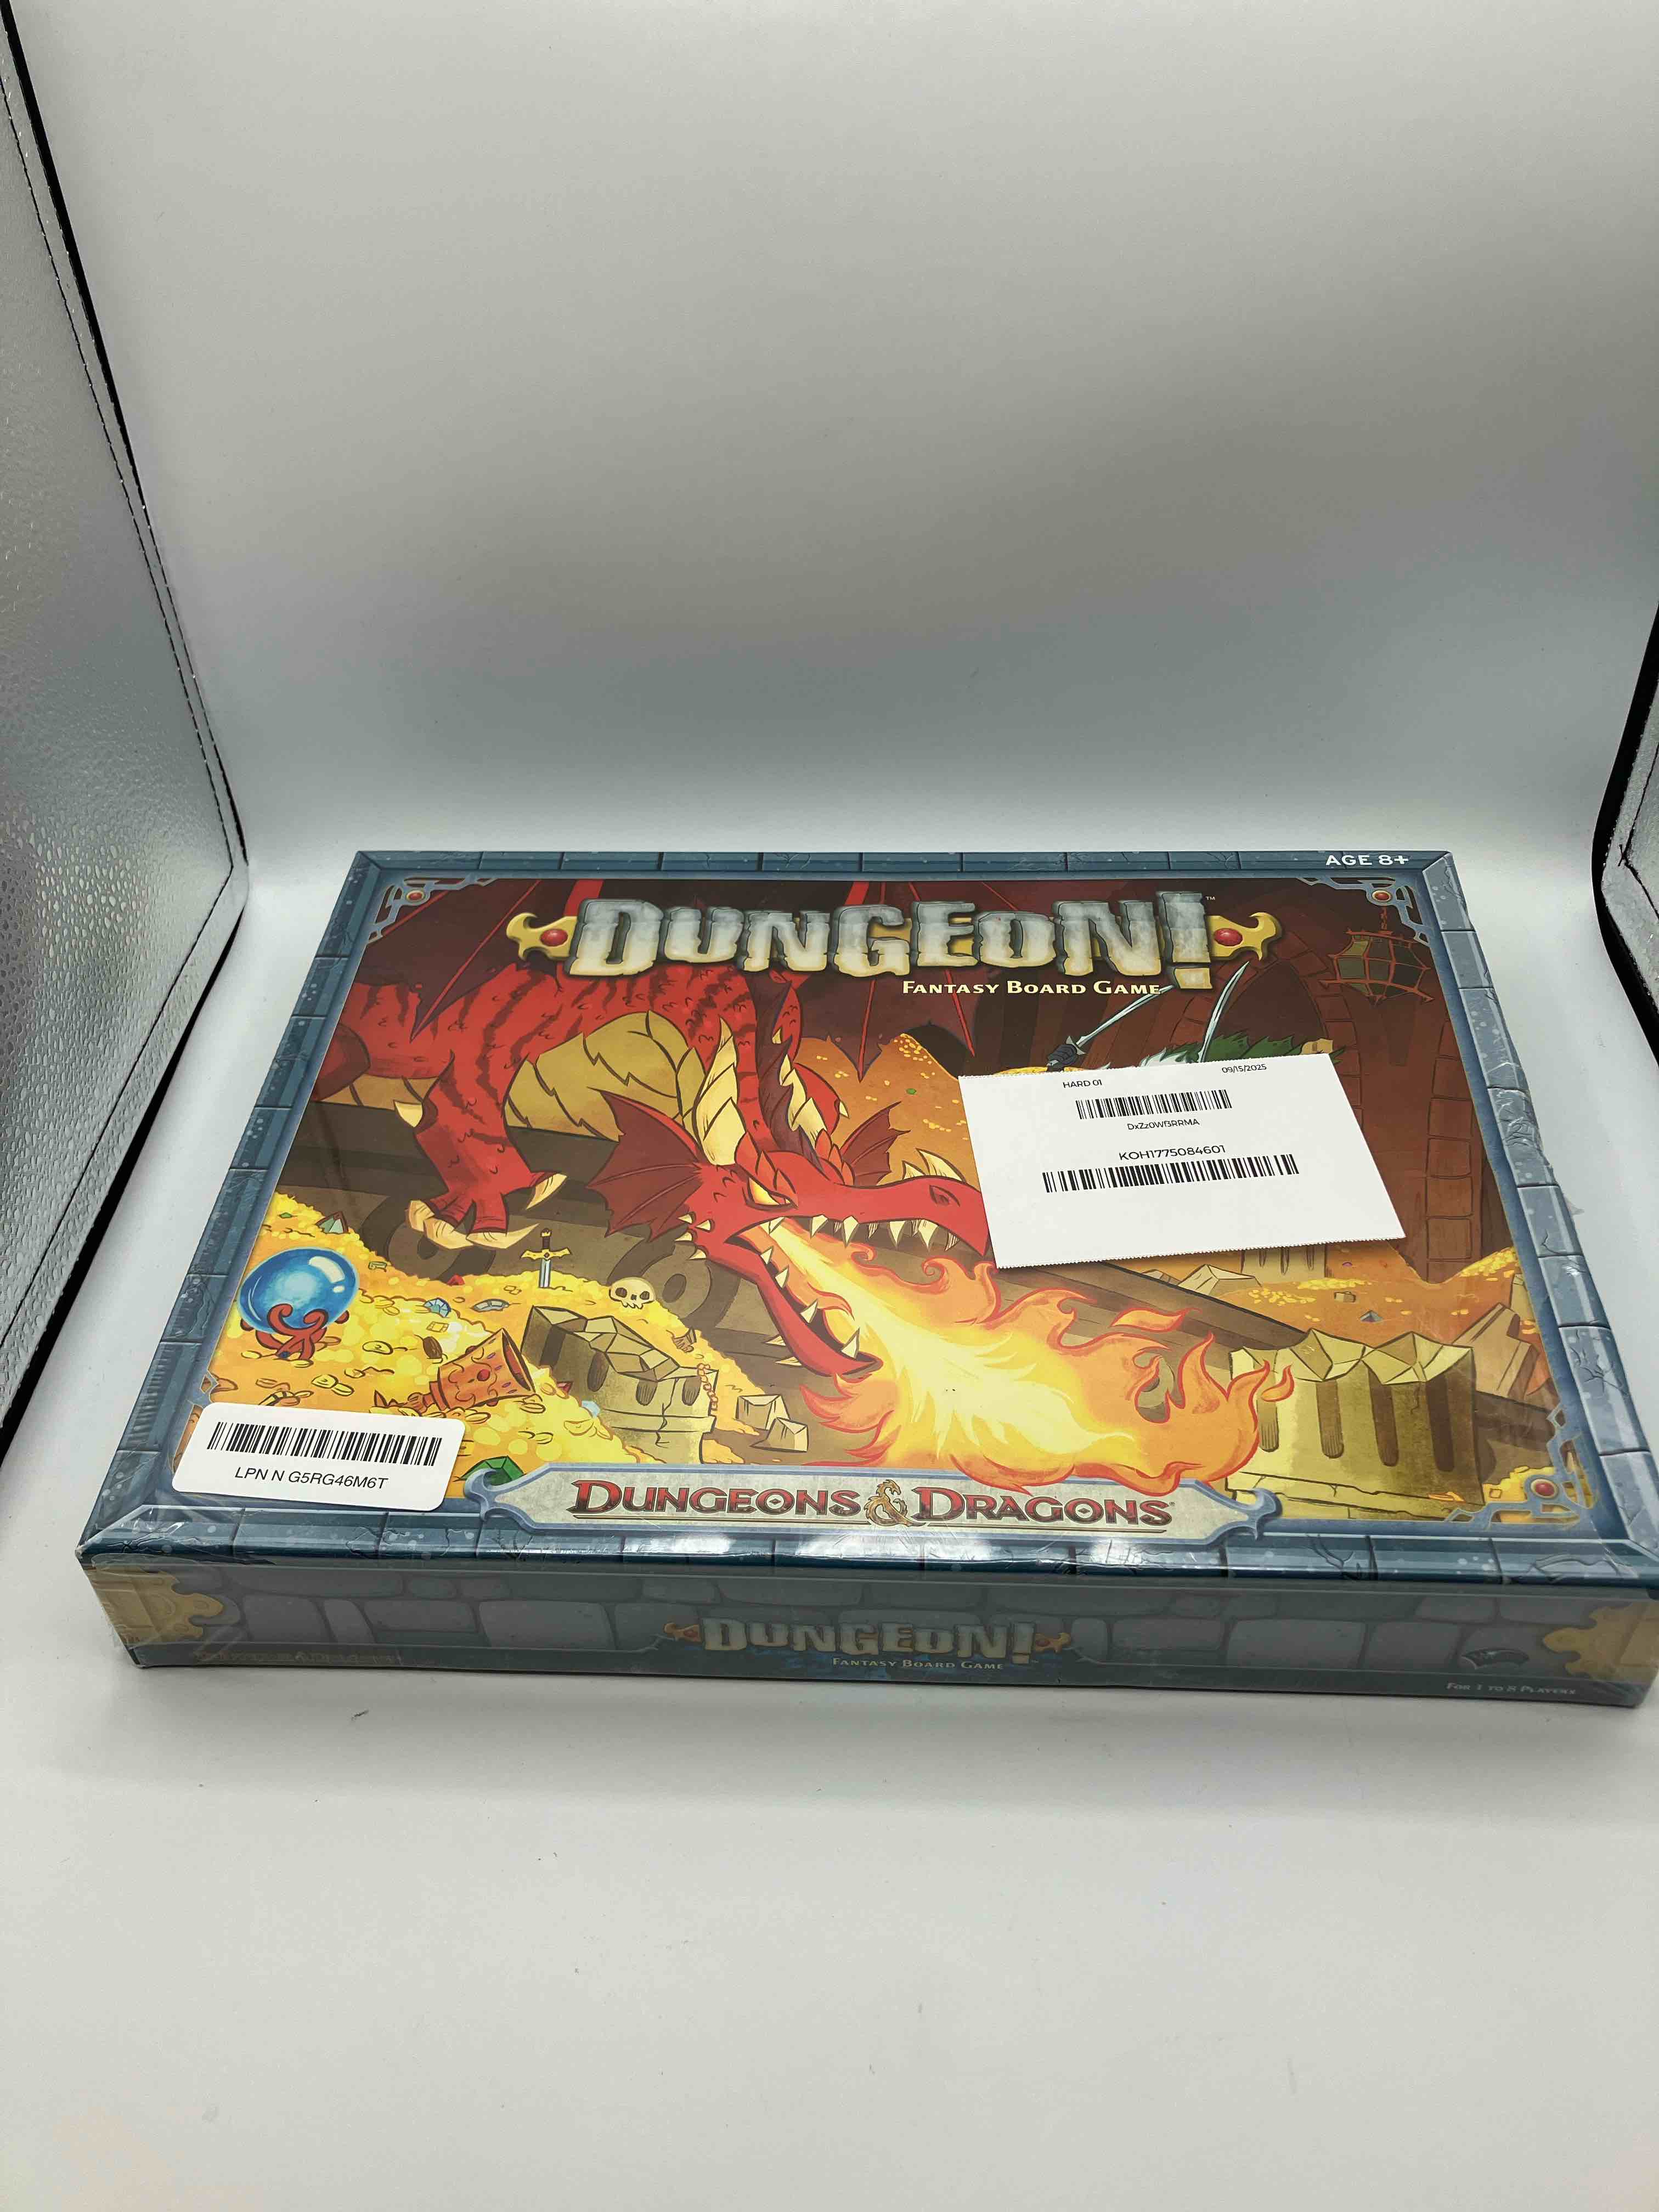 AGE 8+
DUNGEON!™
FANTASY BOARD GAME
HARD 01
09/15/2025
KOH1775084601
LPN N G5RG46M6T
DUNGEONS & DRAGONS®
DUNGEON!
FANTASY BOARD GAME
FOR 1 TO 8 PLAYERS